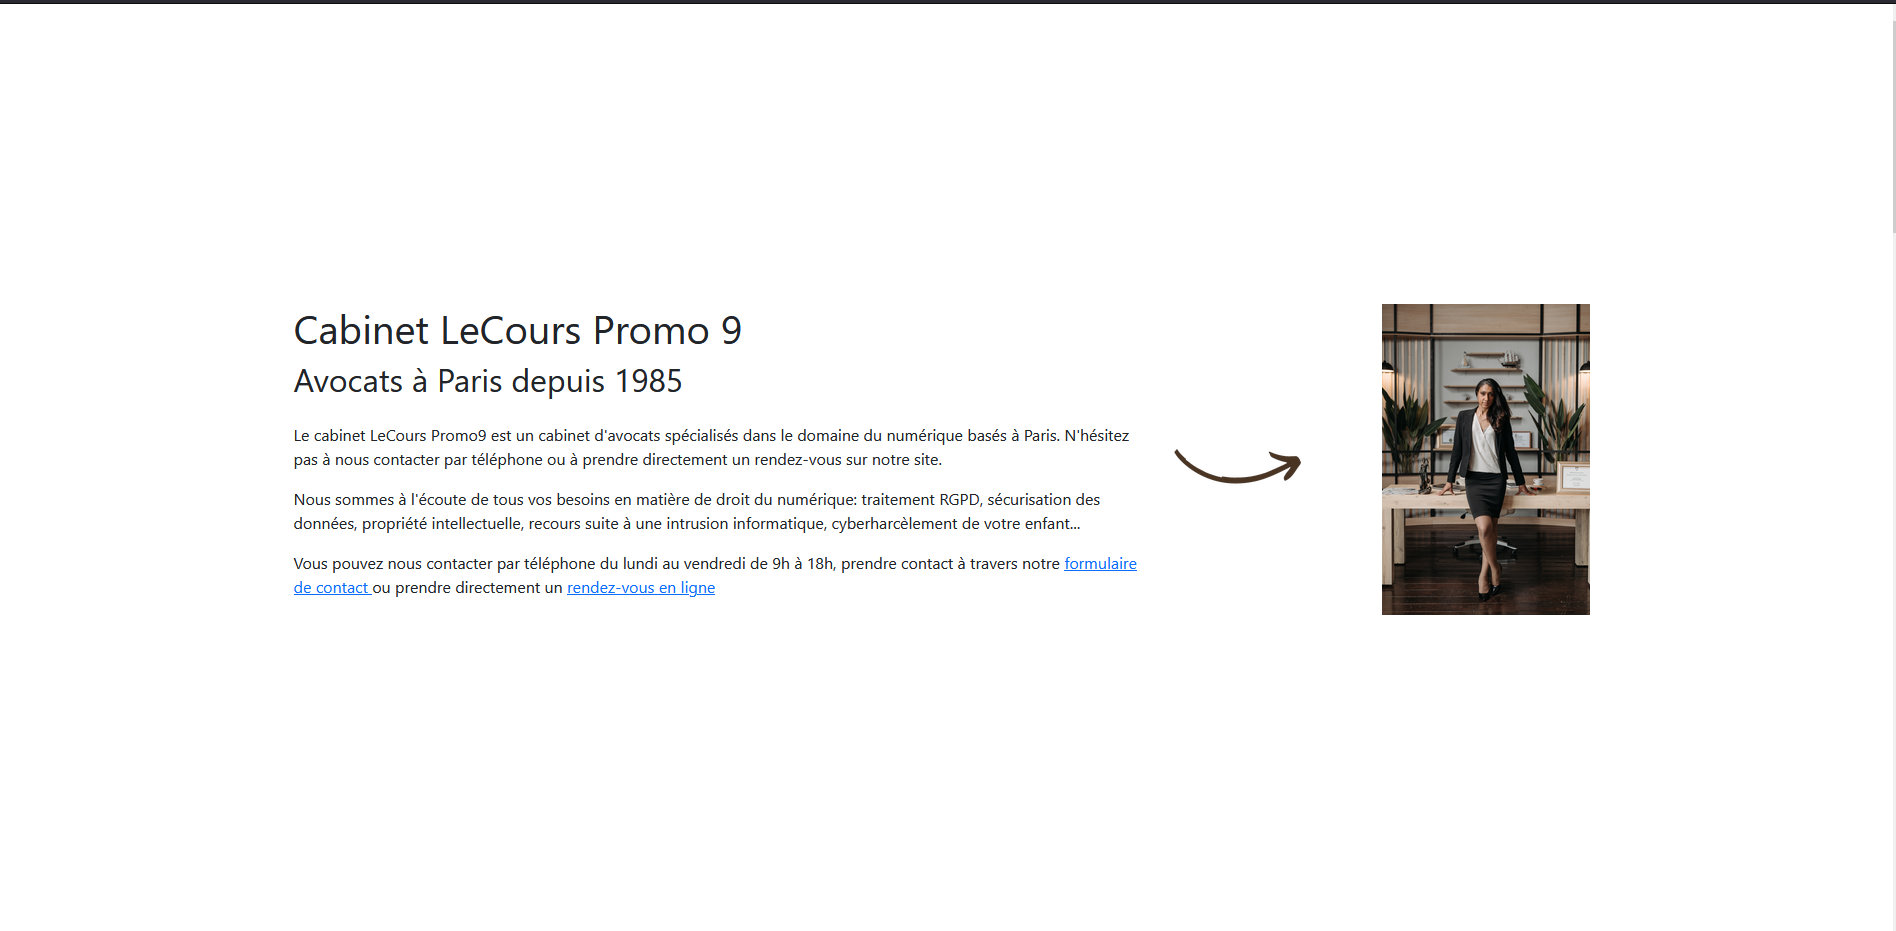 Cabinet LeCours Promo 9
Avocats à Paris depuis 1985
Le cabinet LeCours Promo9 est un cabinet d'avocats spécialisés dans le domaine du numérique basés à Paris. N'hésitez
pas à nous contacter par téléphone ou à prendre directement un rendez-vous sur notre site.
Nous sommes à l'écoute de tous vos besoins en matière de droit du numérique: traitement RGPD, sécurisation des
données, propriété intellectuelle, recours suite à une intrusion informatique, cyberharcèlement de votre enfant...
Vous pouvez nous contacter par téléphone du lundi au vendredi de 9h à 18h, prendre contact à travers notre formulaire
de contact ou prendre directement un rendez-vous en ligne